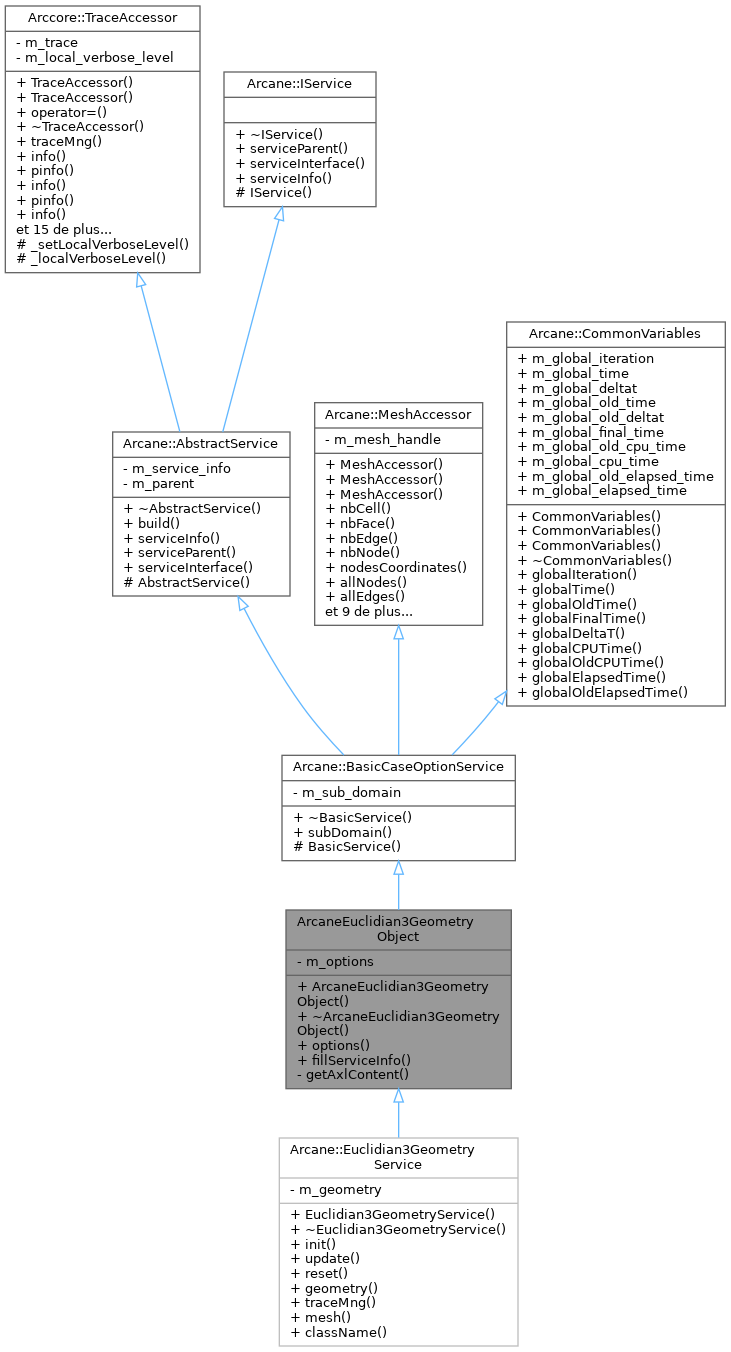 Arccore::TraceAccessor
- m_trace
- m_local_verbose_level
+ TraceAccessor()
+ TraceAccessor()
+ operator=()
+ ~TraceAccessor()
+ traceMng()
+ info()
+ pinfo()
+ info()
+ pinfo()
+ info()
et 15 de plus...
# _setLocalVerboseLevel()
# _localVerboseLevel()
Arcane::IService
+ ~IService()
+ serviceParent()
+ serviceInterface()
+ serviceInfo()
# IService()
Arcane::CommonVariables
+ m_global_iteration
+ m_global_time
+ m_global_deltat
+ m_global_old_time
+ m_global_old_deltat
+ m_global_final_time
+ m_global_old_cpu_time
+ m_global_cpu_time
+ m_global_old_elapsed_time
+ m_global_elapsed_time
+ CommonVariables()
+ CommonVariables()
+ CommonVariables()
+ ~CommonVariables()
+ globalIteration()
+ globalTime()
+ globalOldTime()
+ globalFinalTime()
+ globalDeltaT()
+ globalCPUTime()
+ globalOldCPUTime()
+ globalElapsedTime()
+ globalOldElapsedTime()
Arcane::MeshAccessor
- m_mesh_handle
+ MeshAccessor()
+ MeshAccessor()
+ MeshAccessor()
+ nbCell()
+ nbFace()
+ nbEdge()
+ nbNode()
+ nodesCoordinates()
+ allNodes()
+ allEdges()
et 9 de plus...
Arcane::AbstractService
- m_service_info
- m_parent
+ ~AbstractService()
+ build()
+ serviceInfo()
+ serviceParent()
+ serviceInterface()
# AbstractService()
Arcane::BasicCaseOptionService
- m_sub_domain
+ ~BasicService()
+ subDomain()
# BasicService()
ArcaneEuclidian3Geometry
Object
- m_options
+ ArcaneEuclidian3Geometry
Object()
+ ~ArcaneEuclidian3Geometry
Object()
+ options()
+ fillServiceInfo()
- getAxlContent()
Arcane::Euclidian3Geometry
Service
- m_geometry
+ Euclidian3GeometryService()
+ ~Euclidian3GeometryService()
+ init()
+ update()
+ reset()
+ geometry()
+ traceMng()
+ mesh()
+ className()